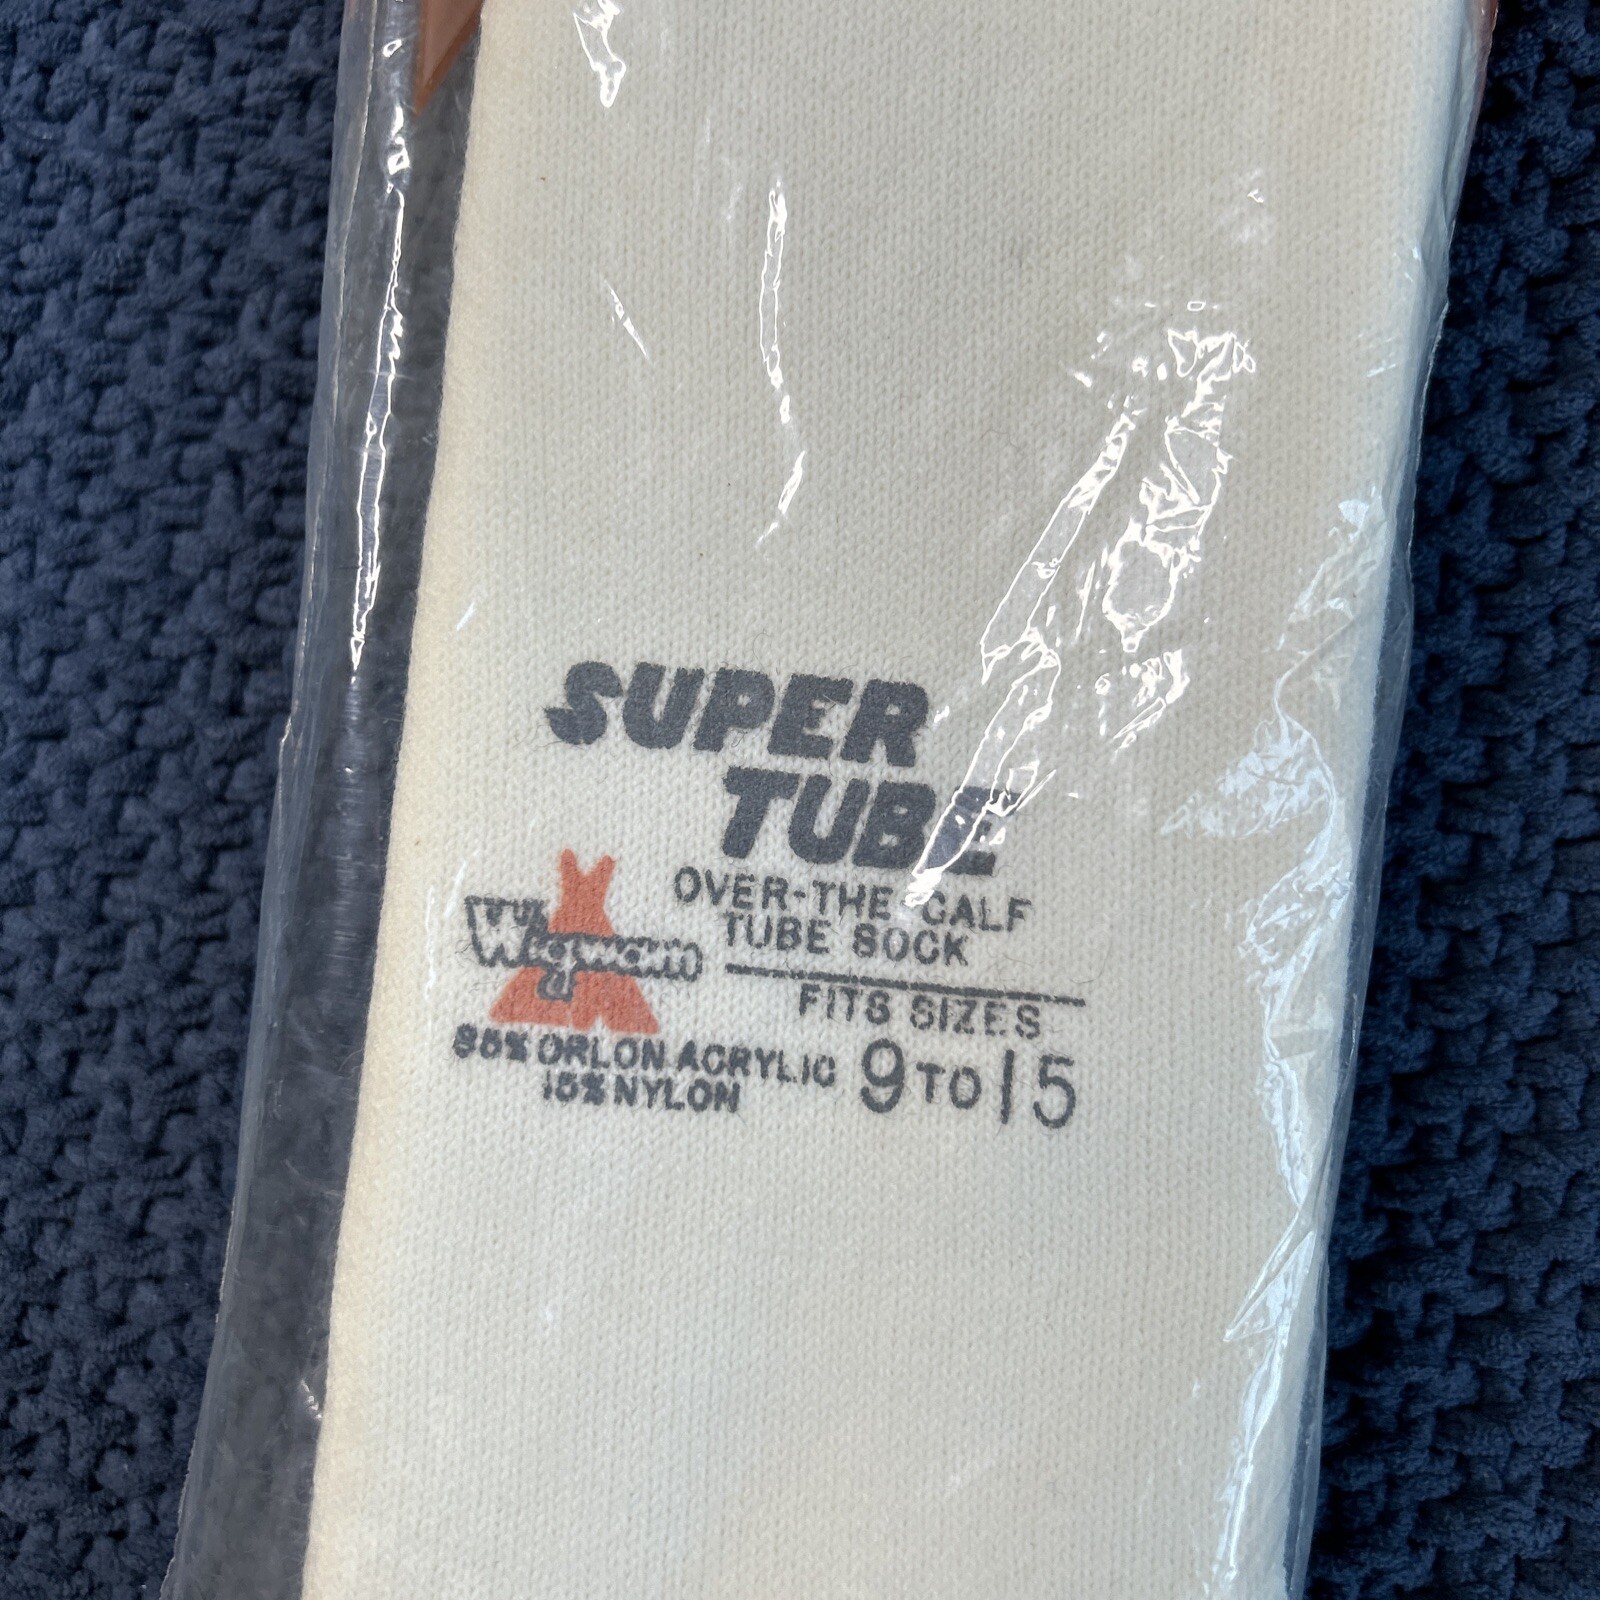 SUPER
TUBE
OVER-THE-CALF
TUBE SOCK
Wigwam
FITS SIZES
85% ORLON ACRYLIC
15% NYLON
9 TO 15